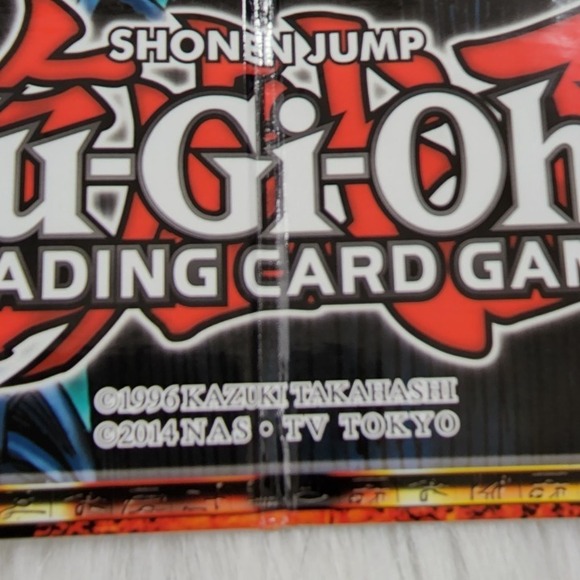 SHONEN JUMP
u-Gi-Oh
ADING CARD GAM
©1996 KAZUKI TAKAHASHI
©2014 NAS • TV TOKYO